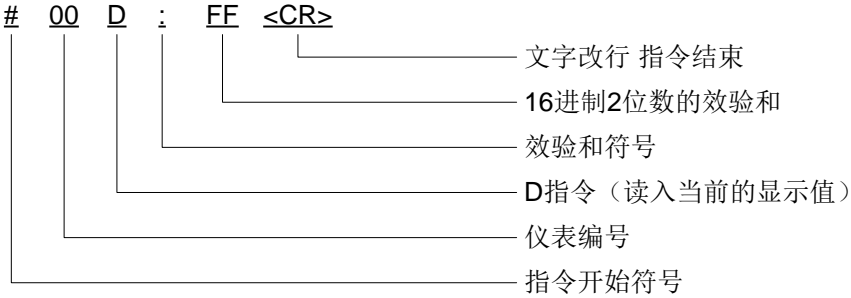 # 00 D : FF <CR>
文字改行 指令结束
16进制2位数的效验和
效验和符号
D指令（读入当前的显示值）
仪表编号
指令开始符号